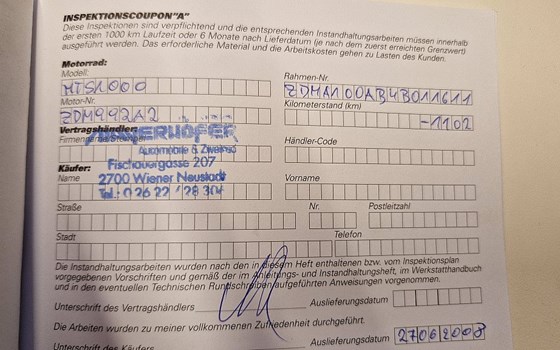 INSPEKTIONSCOUPON "A"
Diese Inspektionen sind verpflichtend und die entsprechenden Instandhaltungsarbeiten müssen innerhalb
der ersten 1000 km Laufzeit oder 6 Monate nach Lieferdatum (je nach dem zuerst erreichten Grenzwert)
ausgeführt werden. Das erforderliche Material und die Arbeitskosten gehen zu Lasten des Kunden.
Motorrad:
Modell:
MTS1000
Rahmen-Nr.
ZDMA100AB4B011611
Motor-Nr.
ZDM992A2
Kilometerstand (km)
-1102
Vertragshändler:
Automobile & Zweirad
Fischauergasse 207
2700 Wiener Neustadt
Tel.: 0 26 22 / 28 304
Händler-Code
Käufer:
Name
Vorname
Straße
Nr.
Postleitzahl
Stadt
Telefon
Die Instandhaltungsarbeiten wurden nach den in diesem Heft enthaltenen bzw. vom Inspektionsplan
vorgegebenen Vorschriften und gemäß der im Anleitungs- und Instandhaltungsheft, im Werkstatthandbuch
und in den eventuellen Technischen Rundschreiben aufgeführten Anweisungen vorgenommen.
Unterschrift des Vertragshändlers
Auslieferungsdatum
Die Arbeiten wurden zu meiner vollkommenen Zufriedenheit durchgeführt.
Unterschrift des Käufers
Auslieferungsdatum
27062008